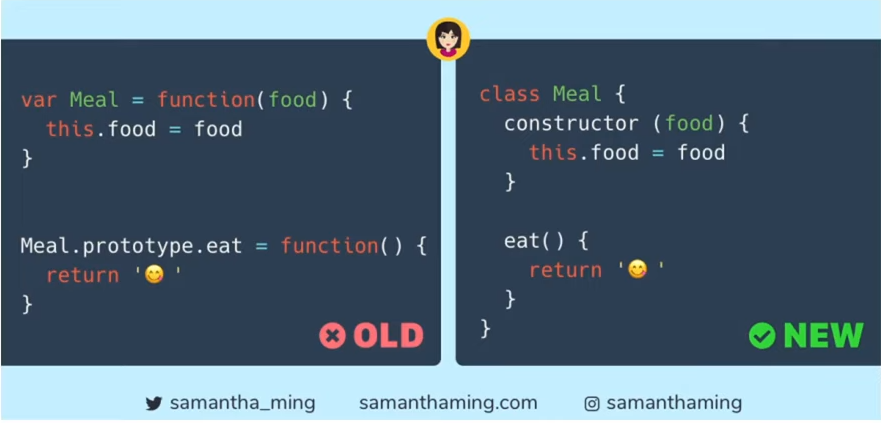 var Meal = function(food) {
  this.food = food
}
Meal.prototype.eat = function() {
  return '😋 '
}
OLD
class Meal {
  constructor (food) {
    this.food = food
  }
  eat() {
    return '😋 '
  }
}
NEW
samantha_ming samanthaming.com samanthaming